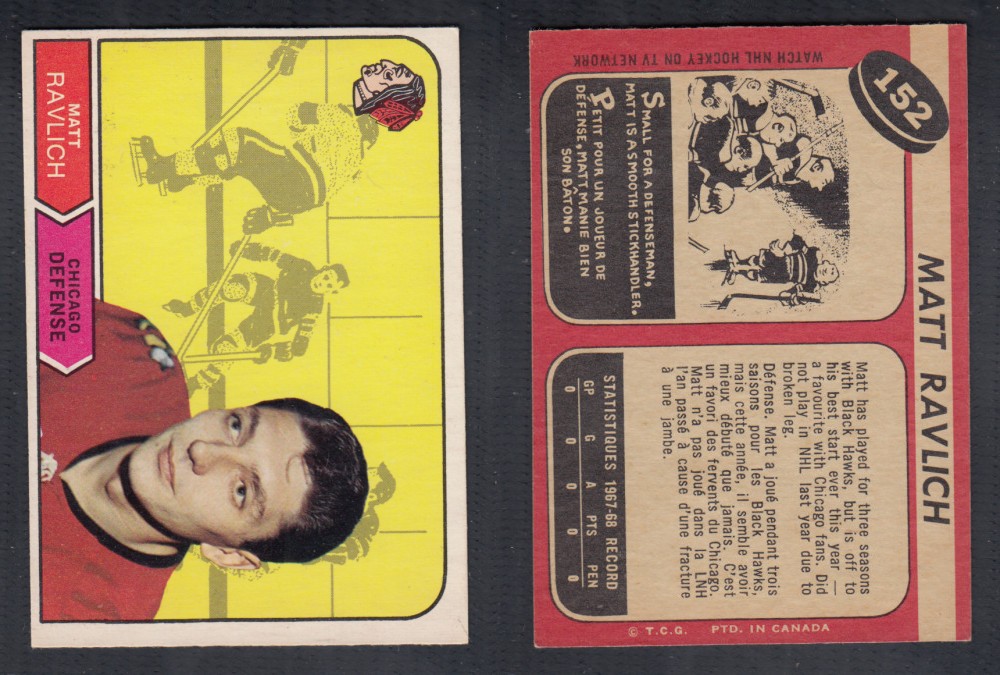 MATT
RAVLICH
CHICAGO
DEFENSE
152
MATT RAVLICH
WATCH NHL HOCKEY ON TV NETWORK
SMALL FOR A DEFENSEMAN,
MATT IS A SMOOTH STICKHANDLER.
PETIT POUR UN JOUEUR DE
DEFENSE, MATT MANIE BIEN
SON BÂTON.
Matt has played for three seasons
with Black Hawks, but is off to
his best start ever this year —
a favourite with Chicago fans. Did
not play in NHL last year due to
broken leg.
Défense. Matt a joué pendant trois
saisons pour les Black Hawks,
mais cette année, il semble avoir
mieux débuté que jamais. C'est
un favori des fervents du Chicago.
Matt n'a pas joué dans la LNH
l'an passé à cause d'une fracture
à une jambe.
STATISTIQUES 1967-68 RECORD
GP G A PTS PEN
0 0 0 0 0
© T.C.G. PTD. IN CANADA